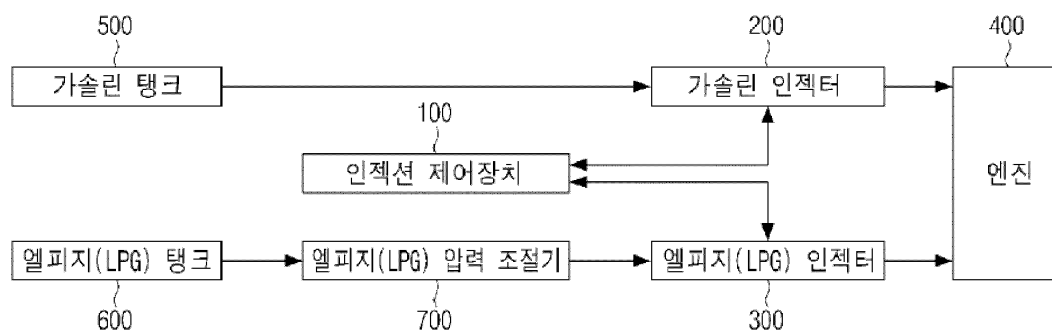 500
200
400
가솔린 탱크
가솔린 인젝터
100
인젝션 제어장치
엔진
엘피지(LPG) 탱크
엘피지(LPG) 압력 조절기
엘피지(LPG) 인젝터
600
700
300